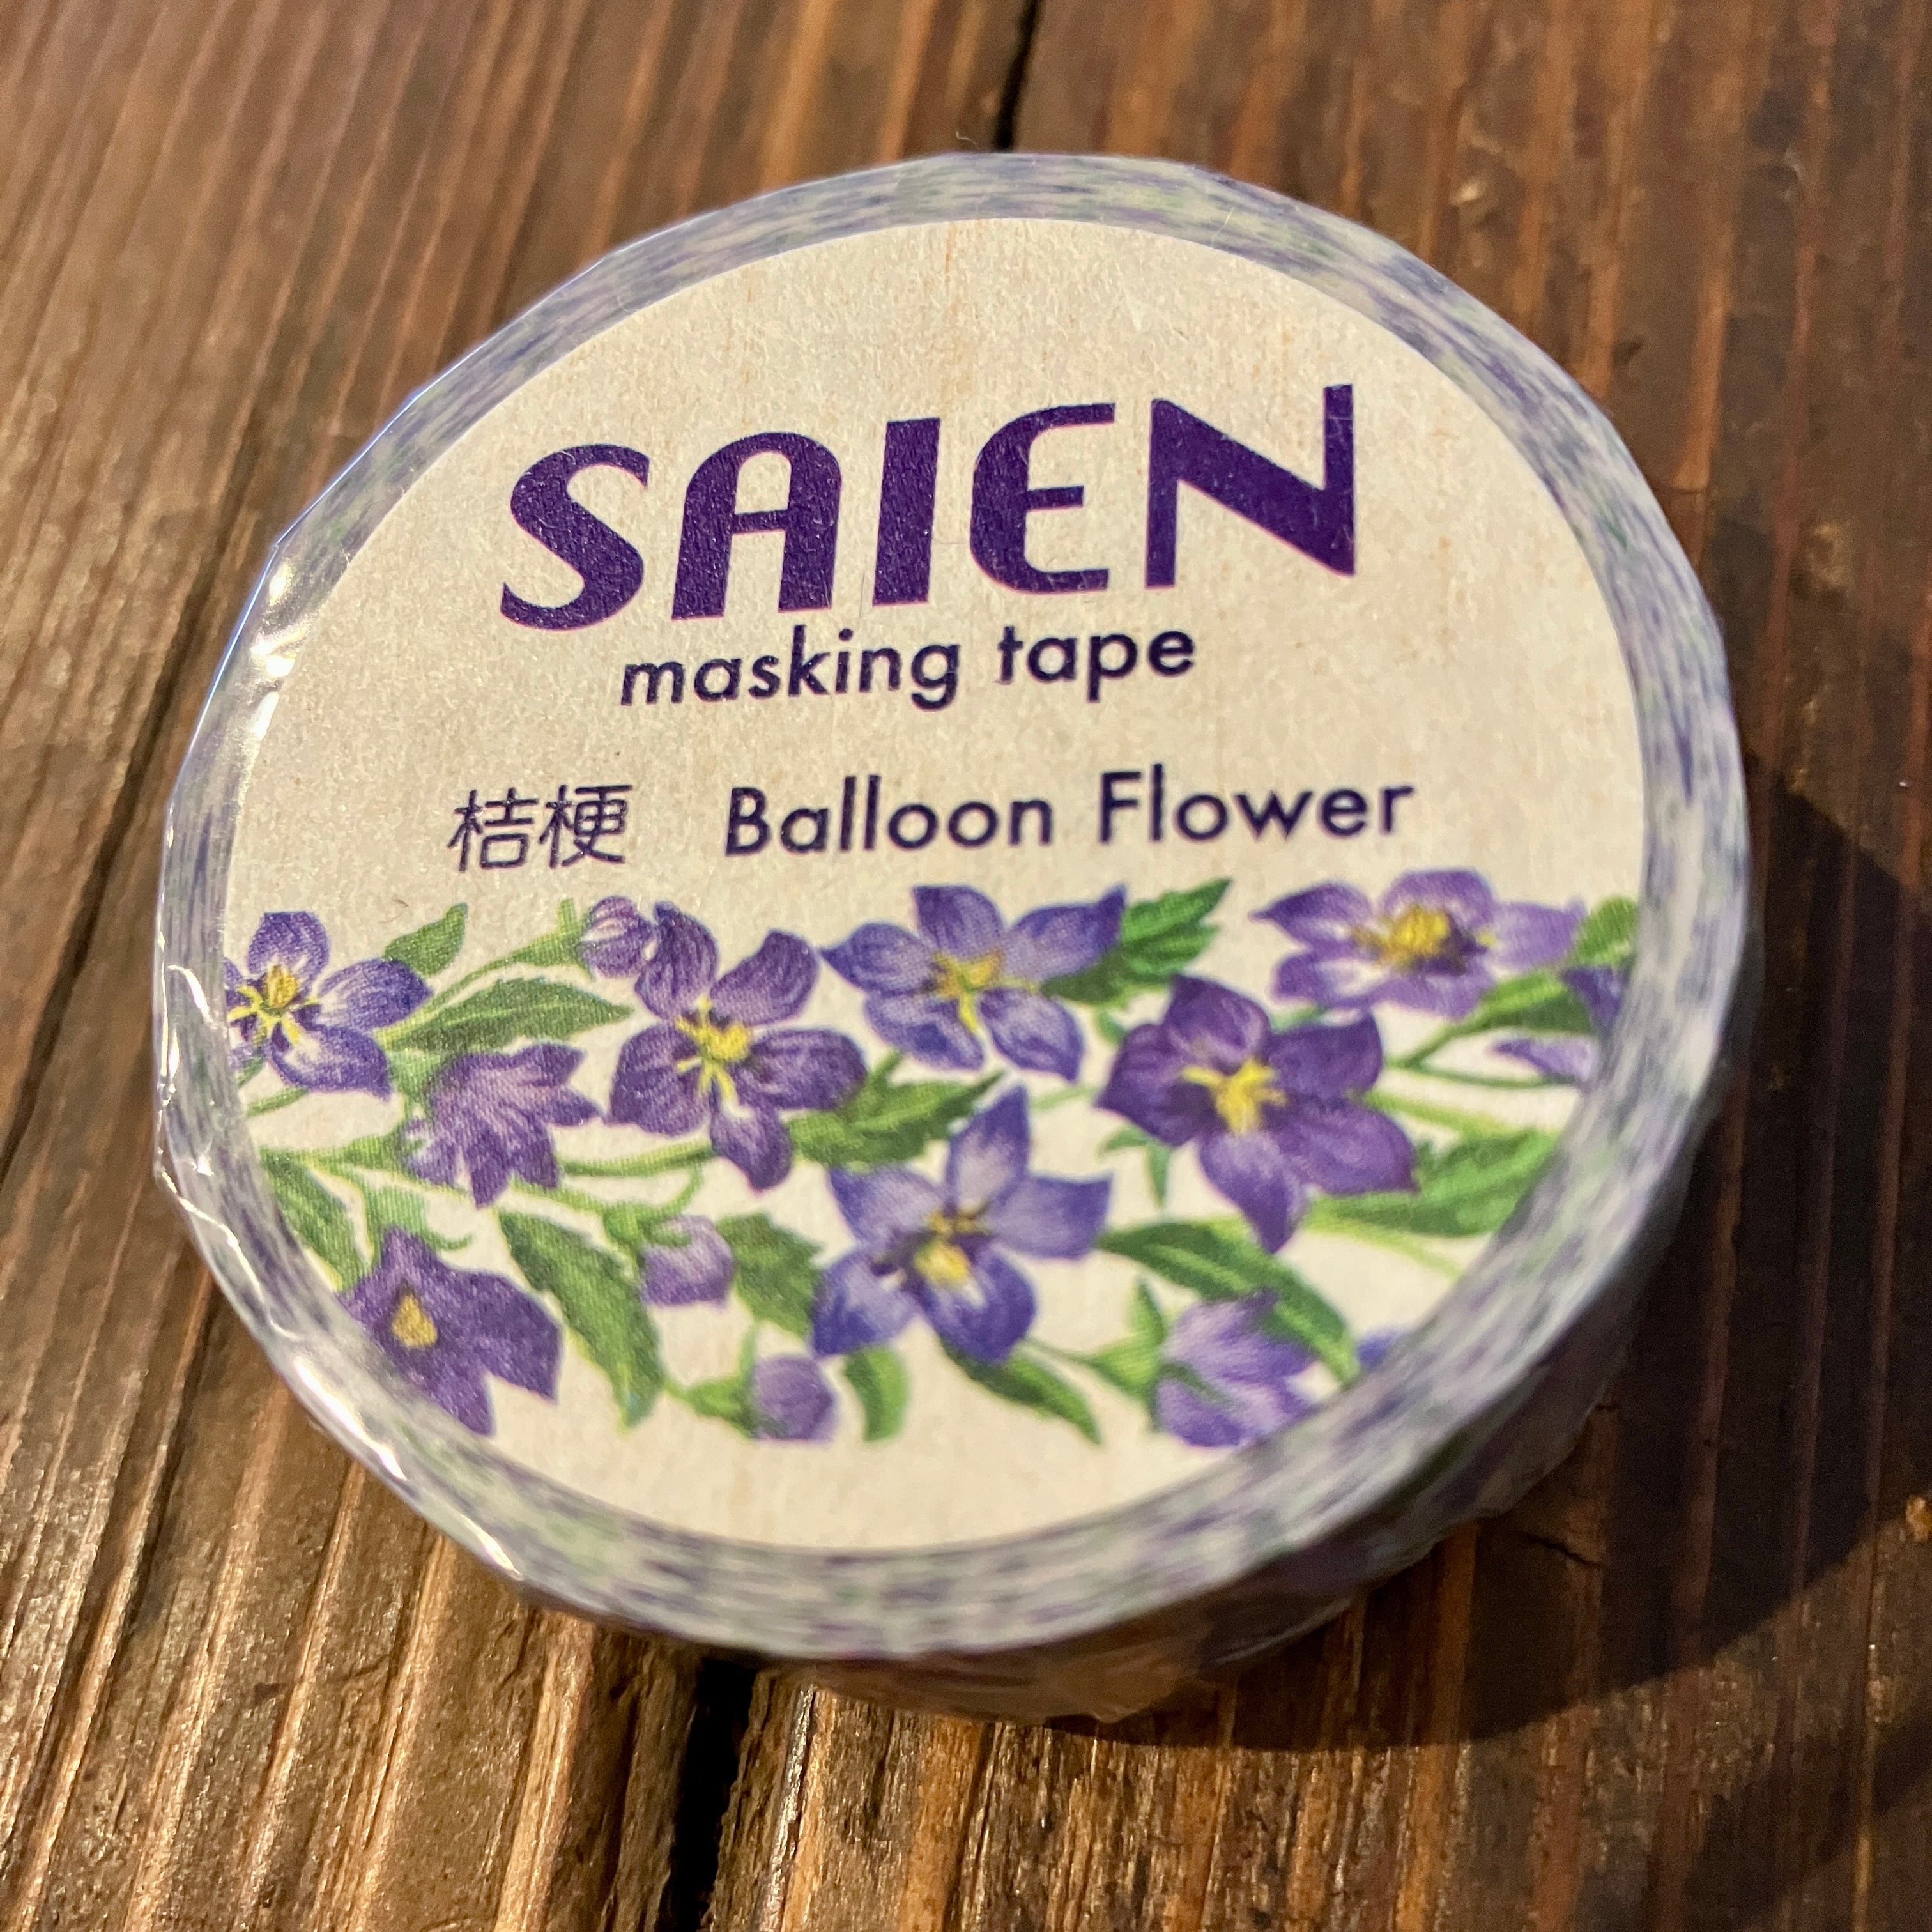 SAIEN
masking tape
桔梗 Balloon Flower